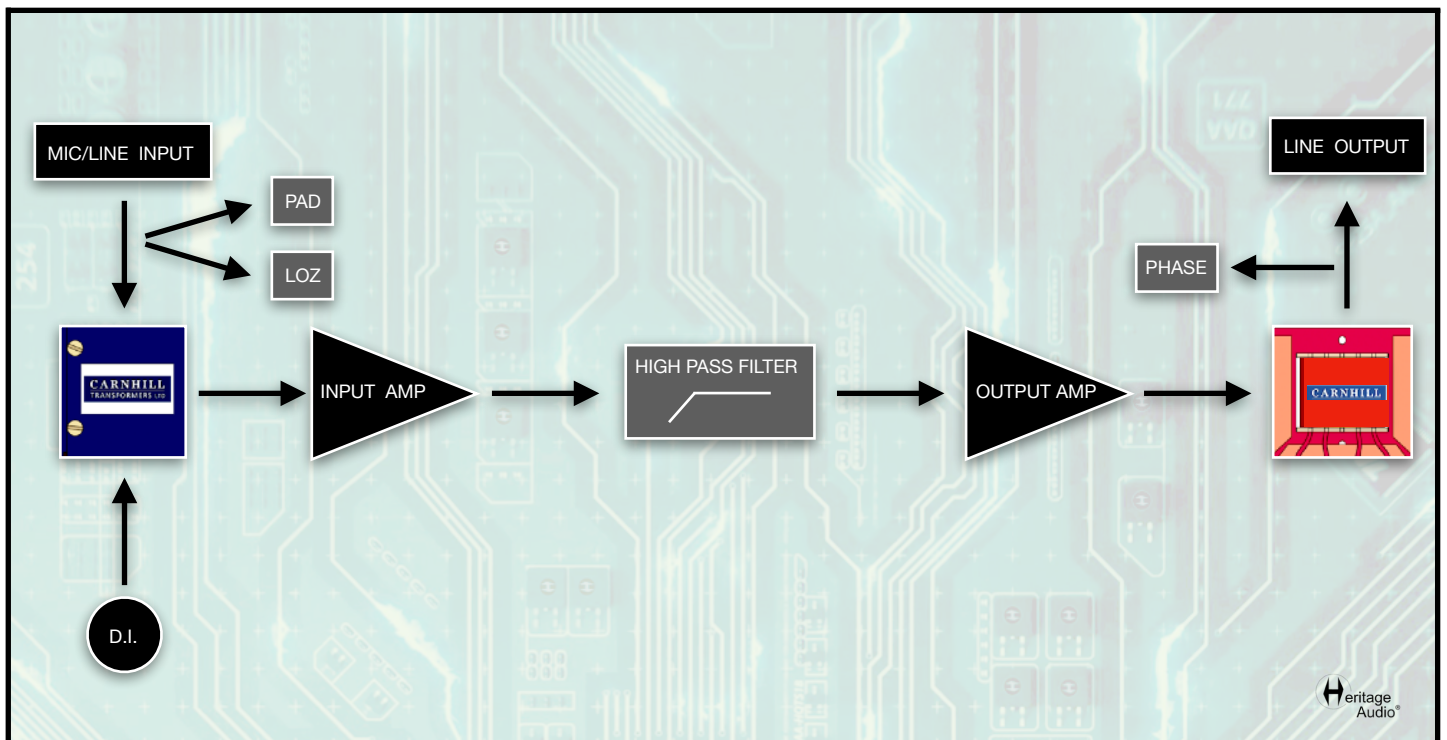 MIC/LINE INPUT
LINE OUTPUT
PAD
LOZ
PHASE
CARNHILL
TRANSFORMERS LTD
INPUT AMP
HIGH PASS FILTER
OUTPUT AMP
CARNHILL
D.I.
254
Heritage
Audio®